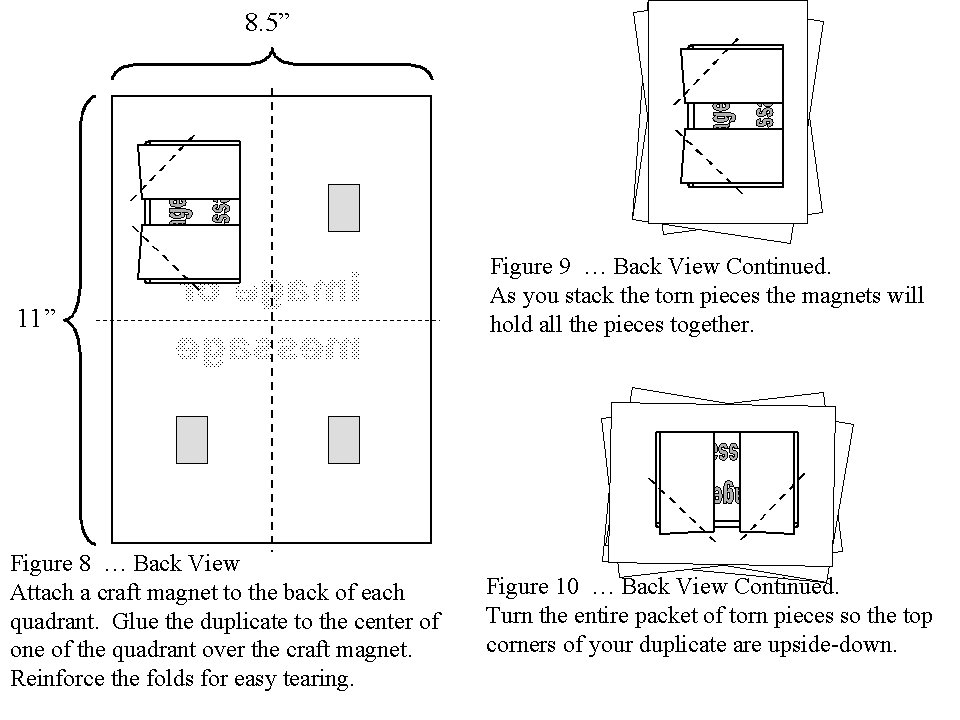 8.5”
11”
Figure 8 … Back View
Attach a craft magnet to the back of each
quadrant. Glue the duplicate to the center of
one of the quadrant over the craft magnet.
Reinforce the folds for easy tearing.
Figure 9 … Back View Continued.
As you stack the torn pieces the magnets will
hold all the pieces together.
ess
Figure 10 … Back View Continued.
Turn the entire packet of torn pieces so the top
corners of your duplicate are upside-down.